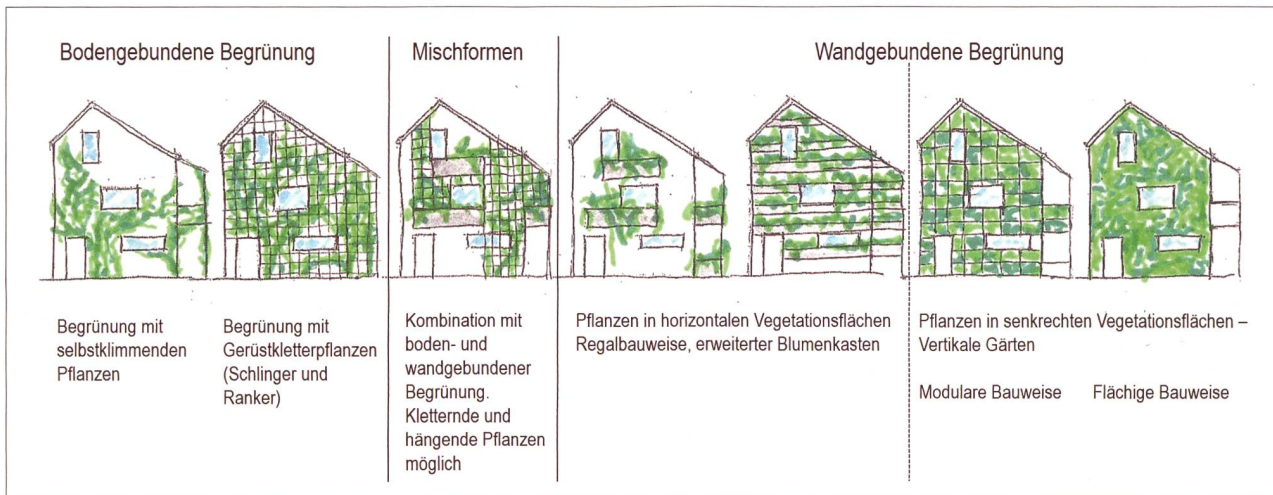 Bodengebundene Begrünung
Mischformen
Wandgebundene Begrünung
Begrünung mit
selbstklimmenden
Pflanzen
Begrünung mit
Gerüstkletterpflanzen
(Schlinger und
Ranker)
Kombination mit
boden- und
wandgebundener
Begrünung.
Kletternde und
hängende Pflanzen
möglich
Pflanzen in horizontalen Vegetationsflächen
Regalbauweise, erweiterter Blumenkasten
Pflanzen in senkrechten Vegetationsflächen –
Vertikale Gärten
Modulare Bauweise
Flächige Bauweise